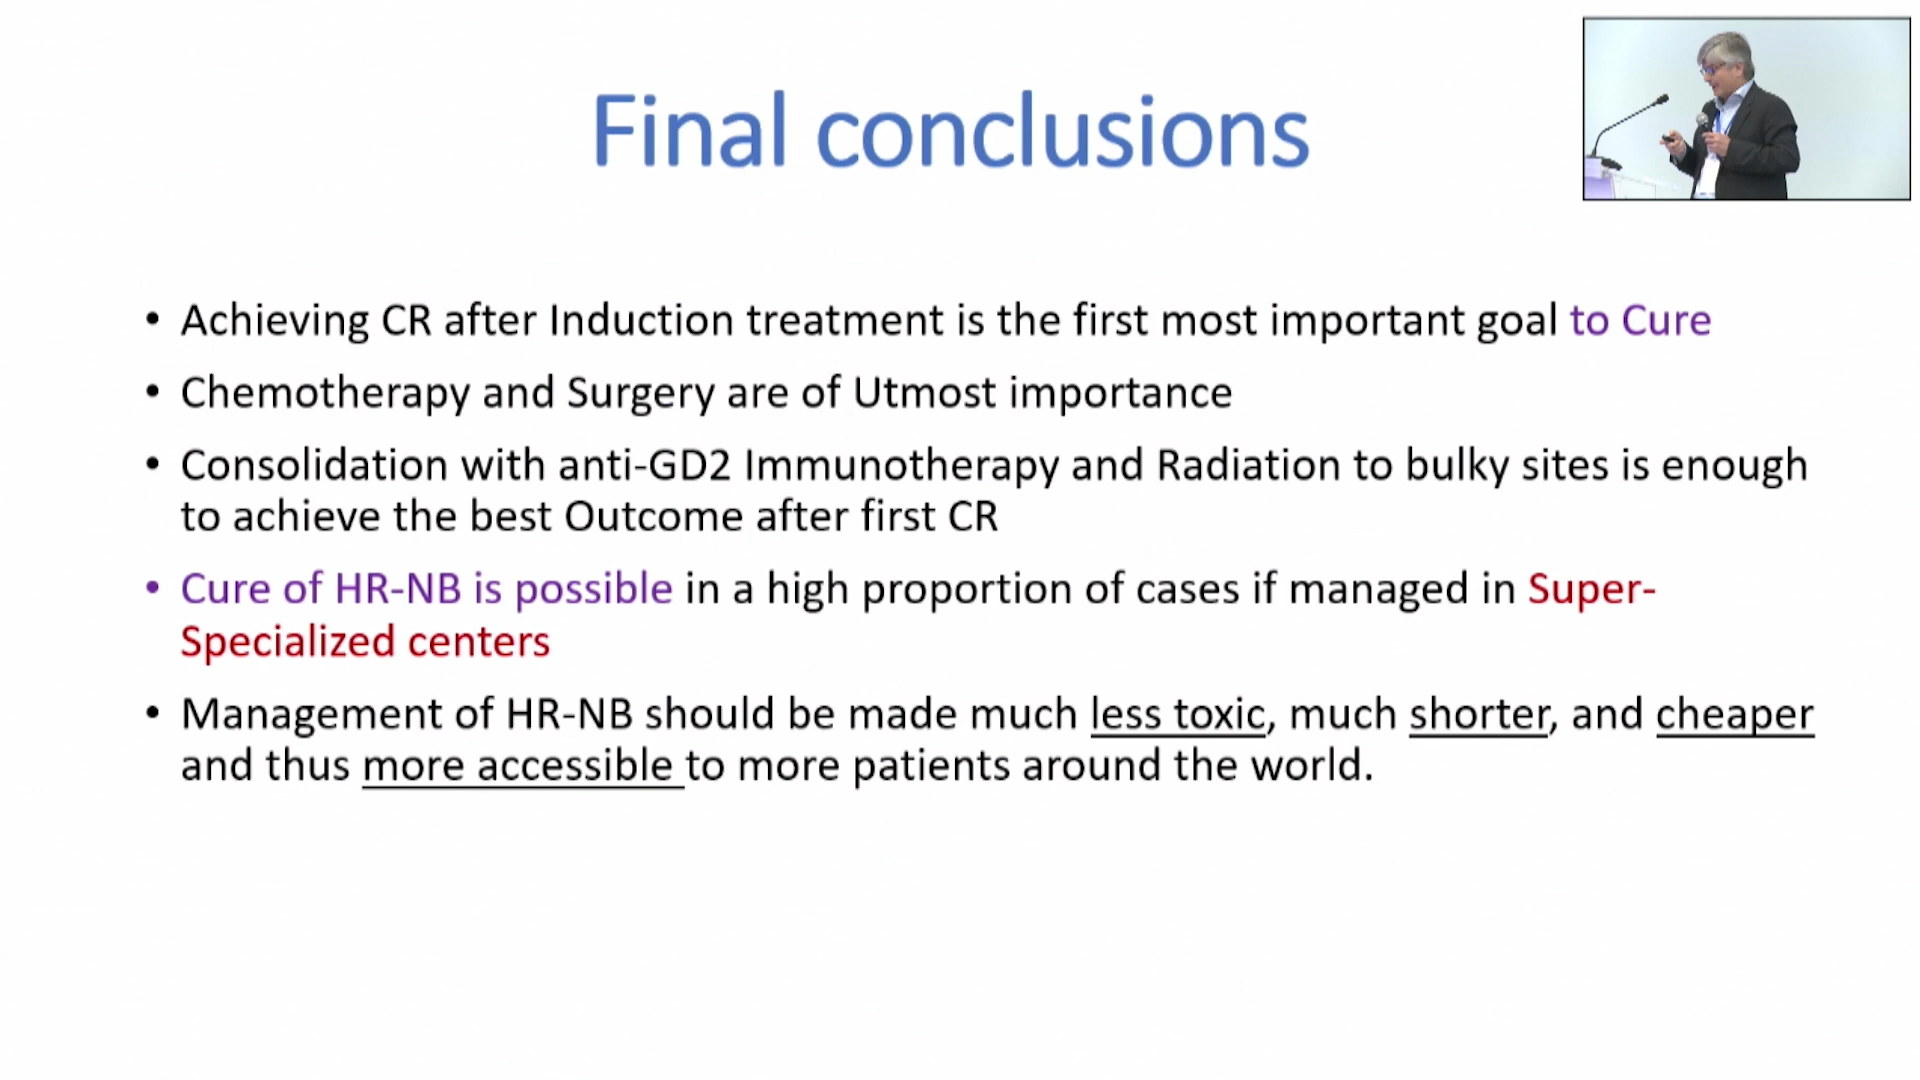 Final conclusions
• Achieving CR after Induction treatment is the first most important goal to Cure
• Chemotherapy and Surgery are of Utmost importance
• Consolidation with anti-GD2 Immunotherapy and Radiation to bulky sites is enough
to achieve the best Outcome after first CR
• Cure of HR-NB is possible in a high proportion of cases if managed in Super-
Specialized centers
• Management of HR-NB should be made much less toxic, much shorter, and cheaper
and thus more accessible to more patients around the world.